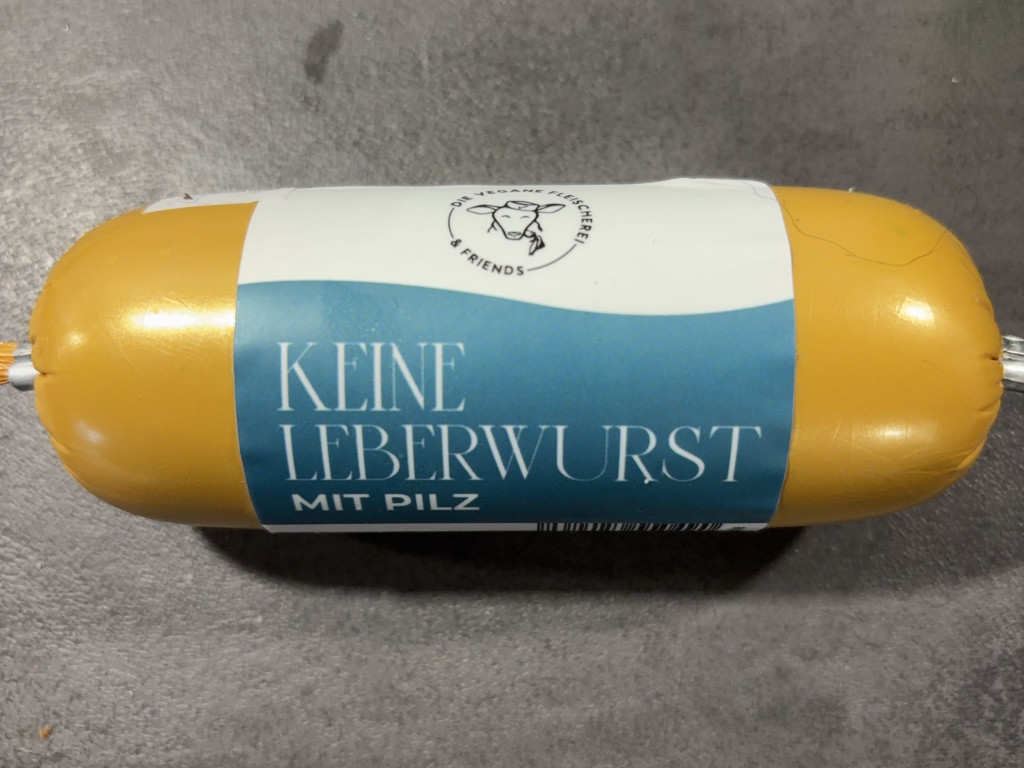 DIE VEGANE FLEISCHEREI
& FRIENDS
KEINE
LEBERWURST
MIT PILZ